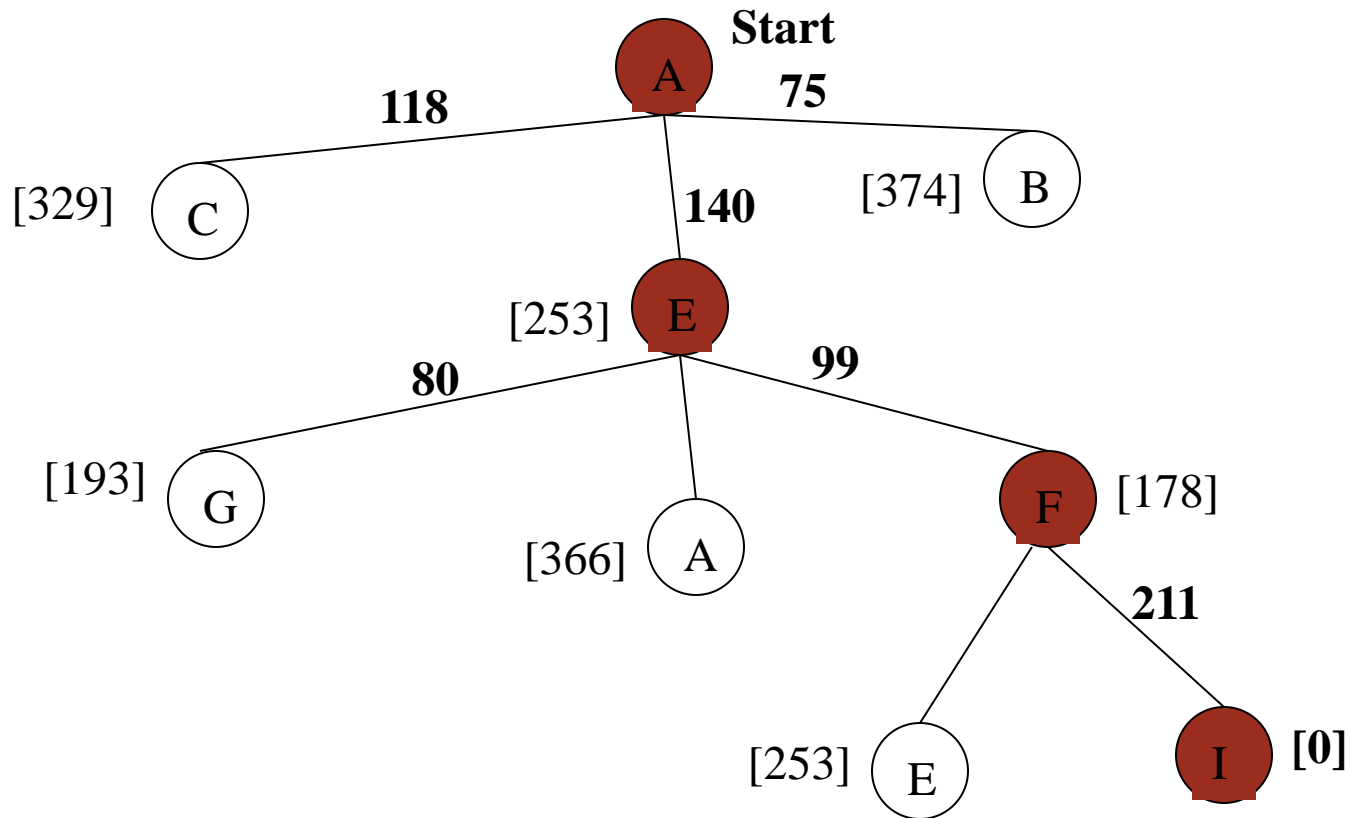 Start
A
75
118
C
[329]
B
[374]
140
E
[253]
99
80
G
[193]
F
[178]
A
[366]
211
E
[253]
I
[0]